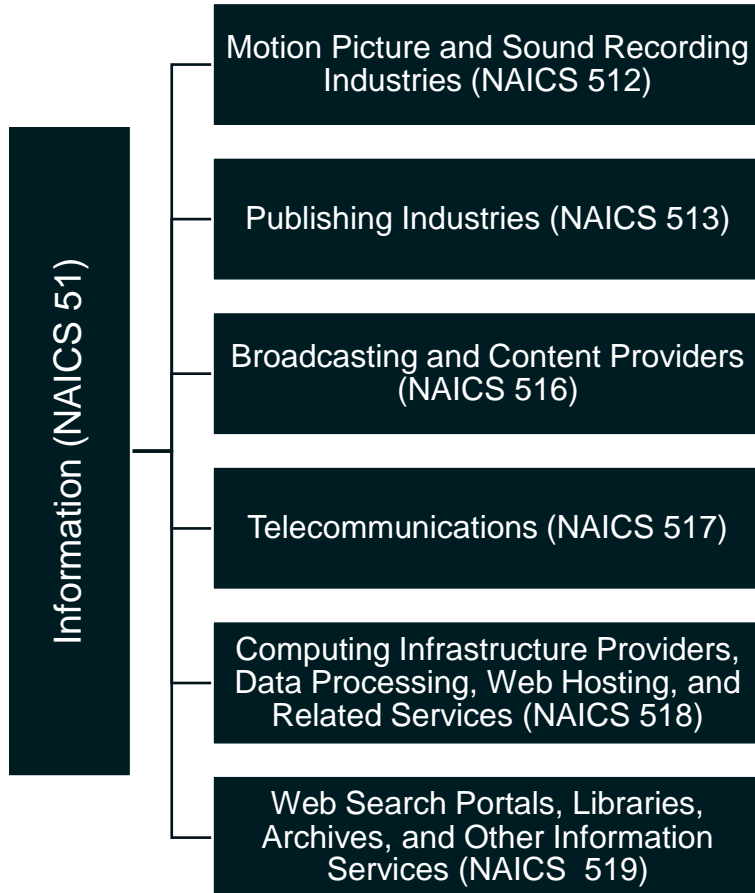 Information (NAICS 51)
Motion Picture and Sound Recording
Industries (NAICS 512)
Publishing Industries (NAICS 513)
Broadcasting and Content Providers
(NAICS 516)
Telecommunications (NAICS 517)
Computing Infrastructure Providers,
Data Processing, Web Hosting, and
Related Services (NAICS 518)
Web Search Portals, Libraries,
Archives, and Other Information
Services (NAICS  519)